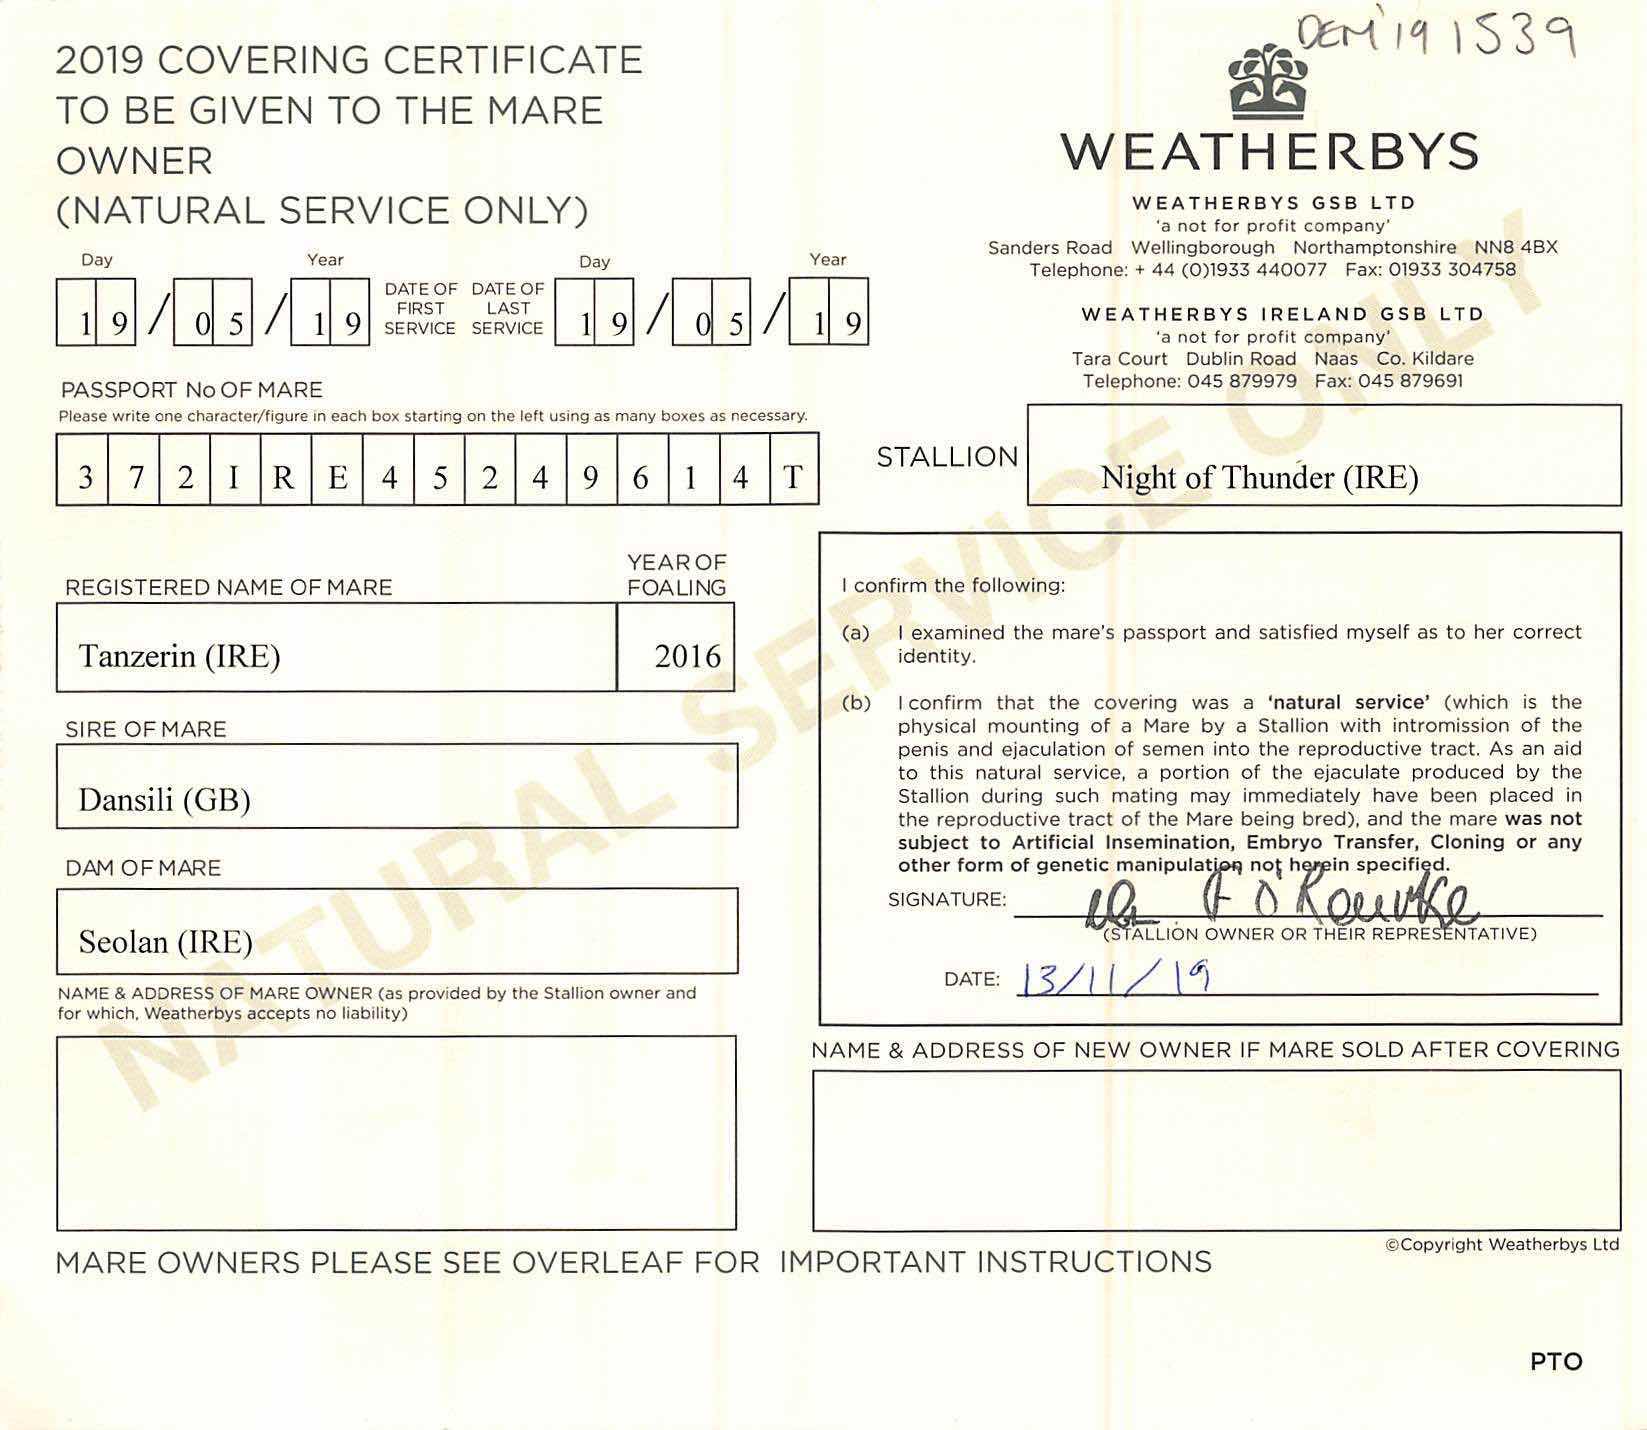 DEM'19 1539
2019 COVERING CERTIFICATE
TO BE GIVEN TO THE MARE
OWNER
(NATURAL SERVICE ONLY)
WEATHERBYS
WEATHERBYS GSB LTD
'a not for profit company'
Sanders Road Wellingborough Northamptonshire NN8 4BX
Telephone: + 44 (0)1933 440077 Fax: 01933 304758
WEATHERBYS IRELAND GSB LTD
'a not for profit company'
Tara Court Dublin Road Naas Co. Kildare
Telephone: 045 879979 Fax: 045 879691
Day Year Day Year
19/05/19 DATE OF FIRST SERVICE DATE OF LAST SERVICE 19/05/19
PASSPORT No OF MARE
Please write one character/figure in each box starting on the left using as many boxes as necessary.
372IRE45249614T
STALLION Night of Thunder (IRE)
REGISTERED NAME OF MARE YEAR OF FOALING
Tanzerin (IRE) 2016
SIRE OF MARE
Dansili (GB)
DAM OF MARE
Seolan (IRE)
NAME & ADDRESS OF MARE OWNER (as provided by the Stallion owner and
for which, Weatherbys accepts no liability)
I confirm the following:
(a) I examined the mare's passport and satisfied myself as to her correct
identity.
(b) I confirm that the covering was a 'natural service' (which is the
physical mounting of a Mare by a Stallion with intromission of the
penis and ejaculation of semen into the reproductive tract. As an aid
to this natural service, a portion of the ejaculate produced by the
Stallion during such mating may immediately have been placed in
the reproductive tract of the Mare being bred), and the mare was not
subject to Artificial Insemination, Embryo Transfer, Cloning or any
other form of genetic manipulation not herein specified.
SIGNATURE: F O'Rourke
(STALLION OWNER OR THEIR REPRESENTATIVE)
DATE: 13/11/19
NAME & ADDRESS OF NEW OWNER IF MARE SOLD AFTER COVERING
©Copyright Weatherbys Ltd
MARE OWNERS PLEASE SEE OVERLEAF FOR IMPORTANT INSTRUCTIONS
PTO
NATURAL SERVICE ONLY